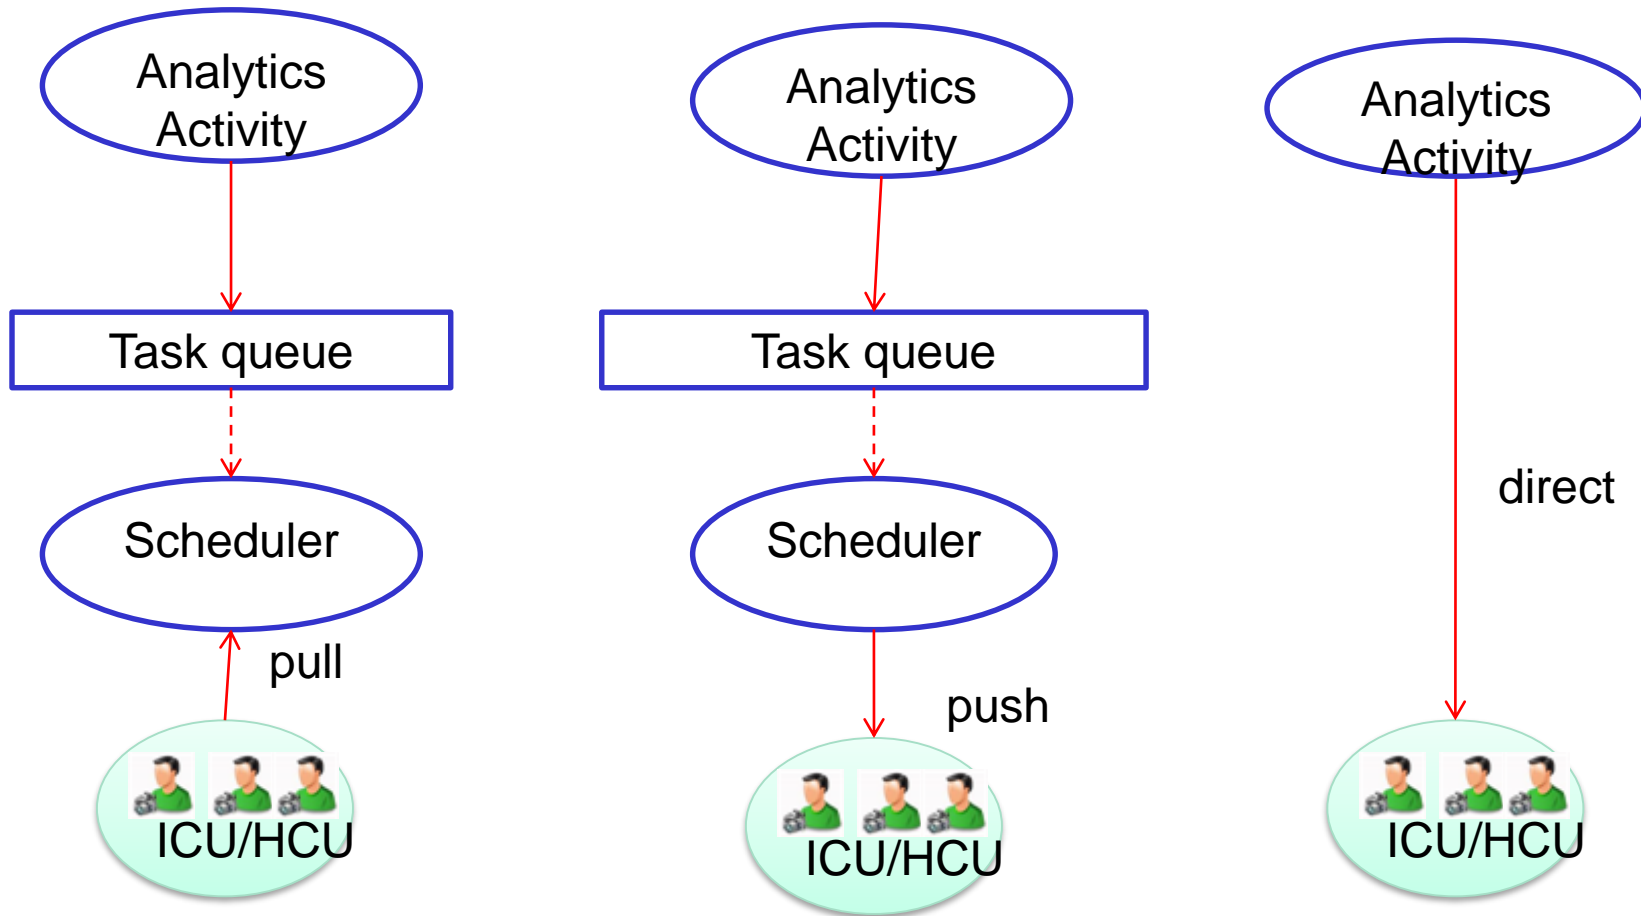 Analytics
Activity
Task queue
Scheduler
pull
ICU/HCU
Analytics
Activity
Task queue
Scheduler
push
ICU/HCU
Analytics
Activity
direct
ICU/HCU